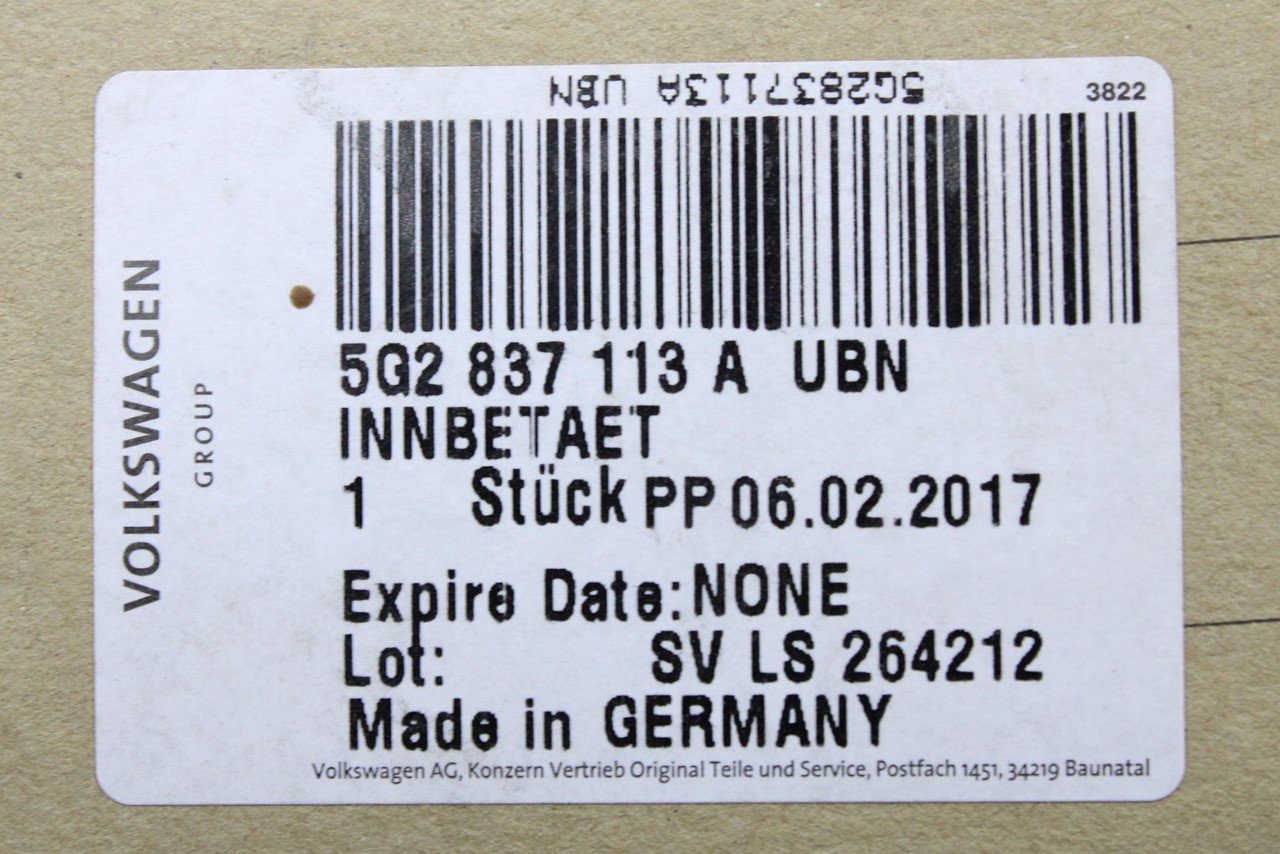 5G2837113A UBN
3822
VOLKSWAGEN
GROUP
5G2 837 113 A UBN
INNBETAET
1 Stück PP 06.02.2017
Expire Date: NONE
Lot: SV LS 264212
Made in GERMANY
Volkswagen AG, Konzern Vertrieb Original Teile und Service, Postfach 1451, 34219 Baunatal